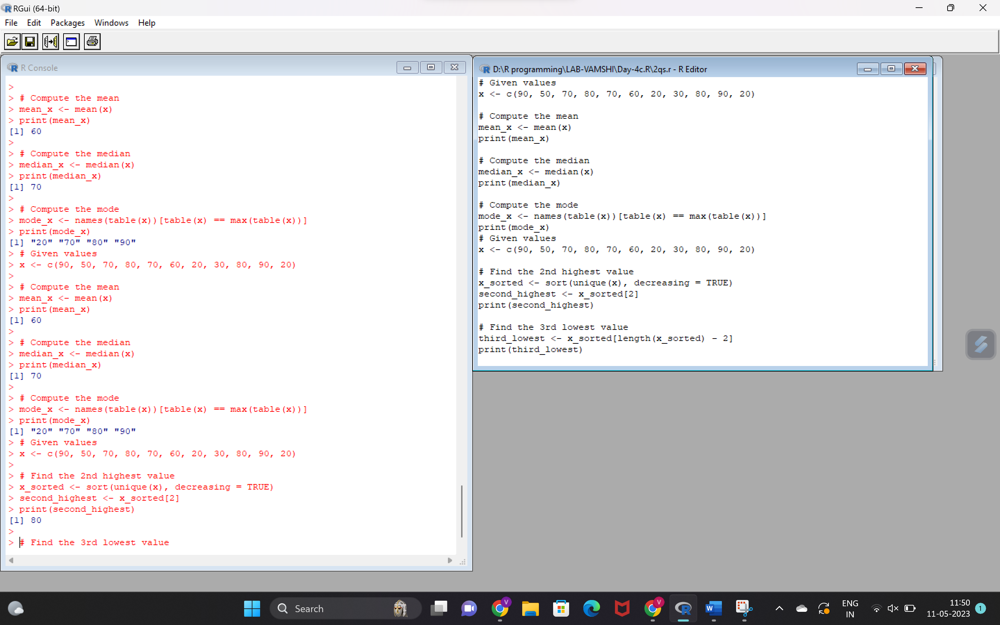 RGui (64-bit)
File Edit Packages Windows Help
R Console
>
> # Compute the mean
> mean_x <- mean(x)
> print(mean_x)
[1] 60
>
> # Compute the median
> median_x <- median(x)
> print(median_x)
[1] 70
>
> # Compute the mode
> mode_x <- names(table(x))[table(x) == max(table(x))]
> print(mode_x)
[1] "20" "70" "80" "90"
> # Given values
> x <- c(90, 50, 70, 80, 70, 60, 20, 30, 80, 90, 20)
>
> # Compute the mean
> mean_x <- mean(x)
> print(mean_x)
[1] 60
>
> # Compute the median
> median_x <- median(x)
> print(median_x)
[1] 70
>
> # Compute the mode
> mode_x <- names(table(x))[table(x) == max(table(x))]
> print(mode_x)
[1] "20" "70" "80" "90"
> # Given values
> x <- c(90, 50, 70, 80, 70, 60, 20, 30, 80, 90, 20)
>
> # Find the 2nd highest value
> x_sorted <- sort(unique(x), decreasing = TRUE)
> second_highest <- x_sorted[2]
> print(second_highest)
[1] 80
>
> # Find the 3rd lowest value
D:\R programming\LAB-VAMSHI\Day-4c.R\2qs.r - R Editor
# Given values
x <- c(90, 50, 70, 80, 70, 60, 20, 30, 80, 90, 20)
# Compute the mean
mean_x <- mean(x)
print(mean_x)
# Compute the median
median_x <- median(x)
print(median_x)
# Compute the mode
mode_x <- names(table(x))[table(x) == max(table(x))]
print(mode_x)
# Given values
x <- c(90, 50, 70, 80, 70, 60, 20, 30, 80, 90, 20)
# Find the 2nd highest value
x_sorted <- sort(unique(x), decreasing = TRUE)
second_highest <- x_sorted[2]
print(second_highest)
# Find the 3rd lowest value
third_lowest <- x_sorted[length(x_sorted) - 2]
print(third_lowest)
Search
V
V
R
W
ENG
IN
11:50
11-05-2023
1